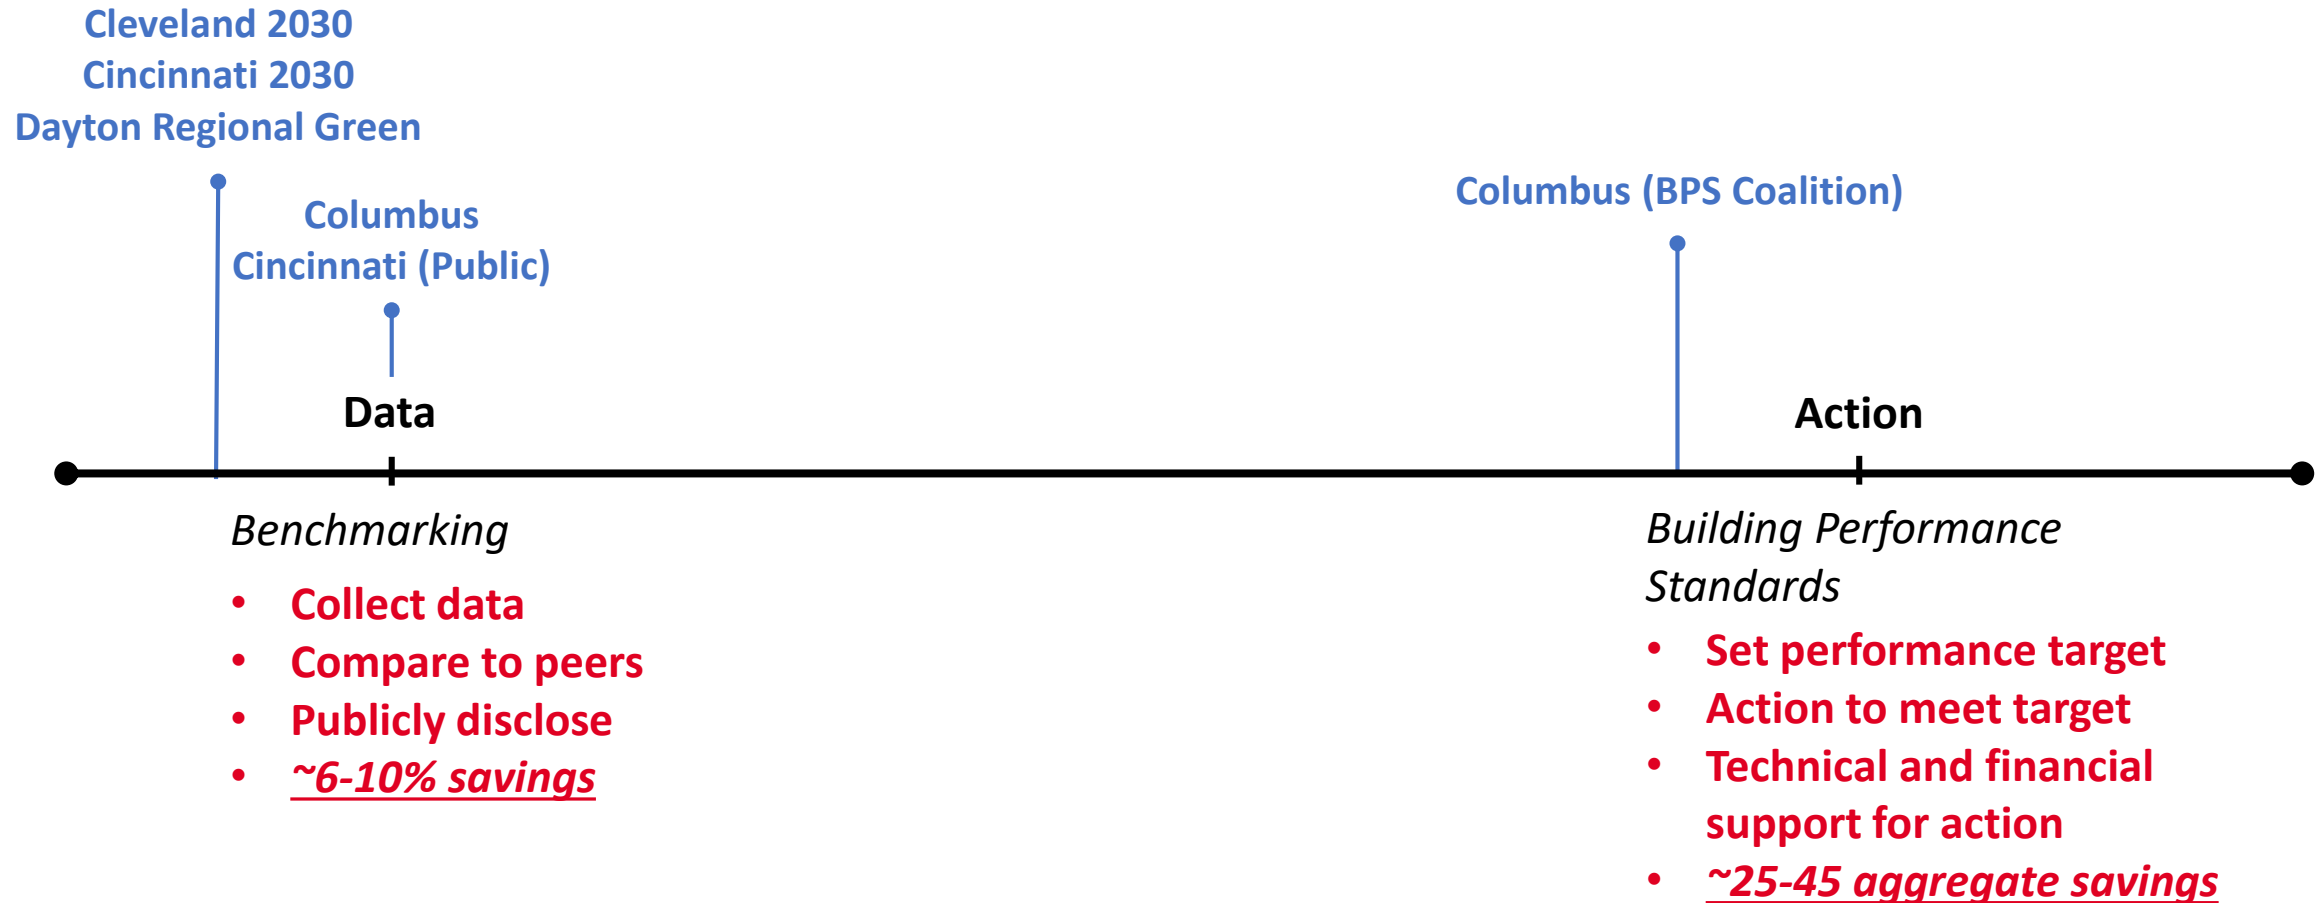 Cleveland 2030
Cincinnati 2030
Dayton Regional Green
Columbus
Cincinnati (Public)
Columbus (BPS Coalition)
Data
Action
Benchmarking
• Collect data
• Compare to peers
• Publicly disclose
• ~6-10% savings
Building Performance
Standards
• Set performance target
• Action to meet target
• Technical and financial
support for action
• ~25-45 aggregate savings